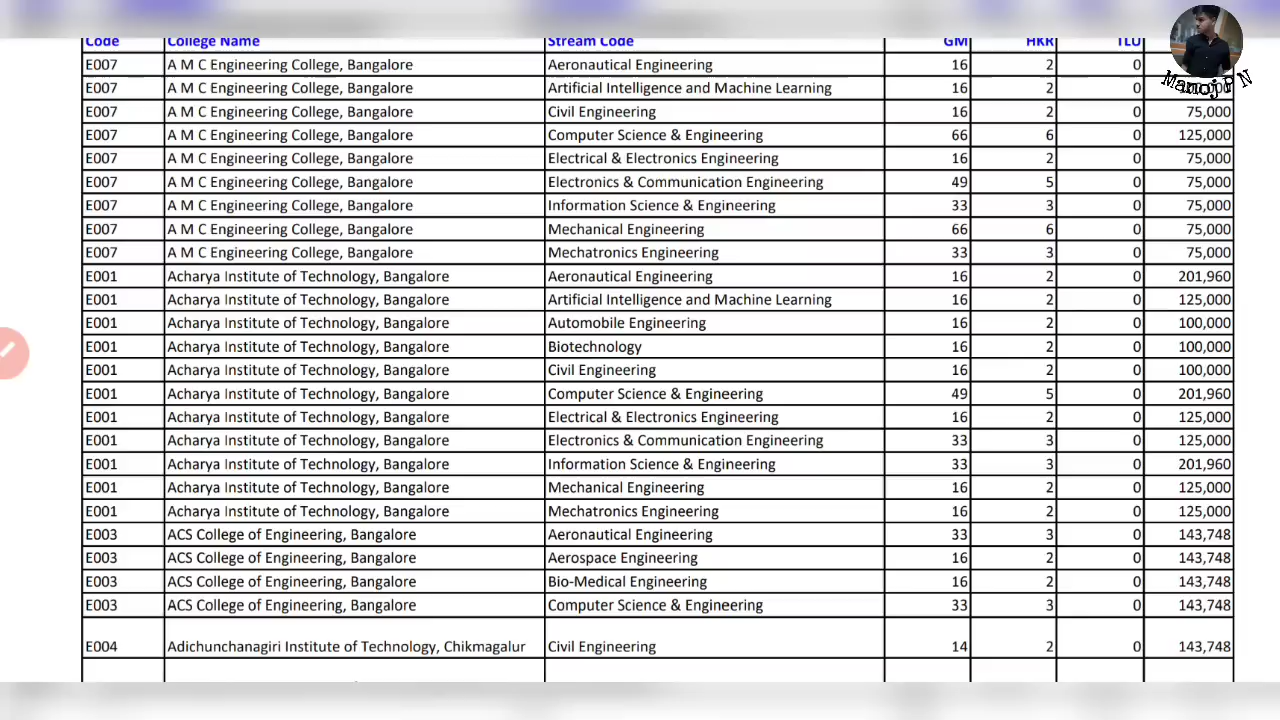 Code College Name Stream Code GM HKR TLU
E007 A M C Engineering College, Bangalore Aeronautical Engineering 16 2 0
E007 A M C Engineering College, Bangalore Artificial Intelligence and Machine Learning 16 2 0
E007 A M C Engineering College, Bangalore Civil Engineering 16 2 0 75,000
E007 A M C Engineering College, Bangalore Computer Science & Engineering 66 6 0 125,000
E007 A M C Engineering College, Bangalore Electrical & Electronics Engineering 16 2 0 75,000
E007 A M C Engineering College, Bangalore Electronics & Communication Engineering 49 5 0 75,000
E007 A M C Engineering College, Bangalore Information Science & Engineering 33 3 0 75,000
E007 A M C Engineering College, Bangalore Mechanical Engineering 66 6 0 75,000
E007 A M C Engineering College, Bangalore Mechatronics Engineering 33 3 0 75,000
E001 Acharya Institute of Technology, Bangalore Aeronautical Engineering 16 2 0 201,960
E001 Acharya Institute of Technology, Bangalore Artificial Intelligence and Machine Learning 16 2 0 125,000
E001 Acharya Institute of Technology, Bangalore Automobile Engineering 16 2 0 100,000
E001 Acharya Institute of Technology, Bangalore Biotechnology 16 2 0 100,000
E001 Acharya Institute of Technology, Bangalore Civil Engineering 16 2 0 100,000
E001 Acharya Institute of Technology, Bangalore Computer Science & Engineering 49 5 0 201,960
E001 Acharya Institute of Technology, Bangalore Electrical & Electronics Engineering 16 2 0 125,000
E001 Acharya Institute of Technology, Bangalore Electronics & Communication Engineering 33 3 0 125,000
E001 Acharya Institute of Technology, Bangalore Information Science & Engineering 33 3 0 201,960
E001 Acharya Institute of Technology, Bangalore Mechanical Engineering 16 2 0 125,000
E001 Acharya Institute of Technology, Bangalore Mechatronics Engineering 16 2 0 125,000
E003 ACS College of Engineering, Bangalore Aeronautical Engineering 33 3 0 143,748
E003 ACS College of Engineering, Bangalore Aerospace Engineering 16 2 0 143,748
E003 ACS College of Engineering, Bangalore Bio-Medical Engineering 16 2 0 143,748
E003 ACS College of Engineering, Bangalore Computer Science & Engineering 33 3 0 143,748
E004 Adichunchanagiri Institute of Technology, Chikmagalur Civil Engineering 14 2 0 143,748
Manoj P N